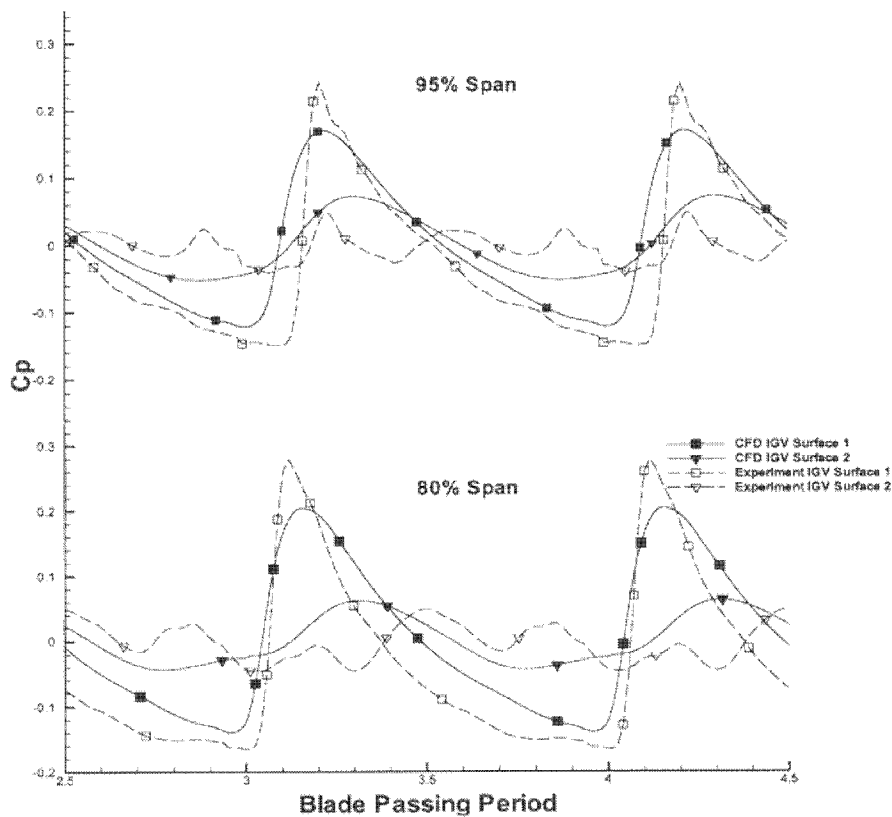 0.3
95% Span
0.2
0.1
0
-0.1
Cp
-0.2
0.3
CFD IGV Surface 1
CFD IGV Surface 2
Experiment IGV Surface 1
80% Span
Experiment IGV Surface 2
0.2
0.1
0
-0.1
-0.2
2.5 3 3.5 4 4.5
Blade Passing Period